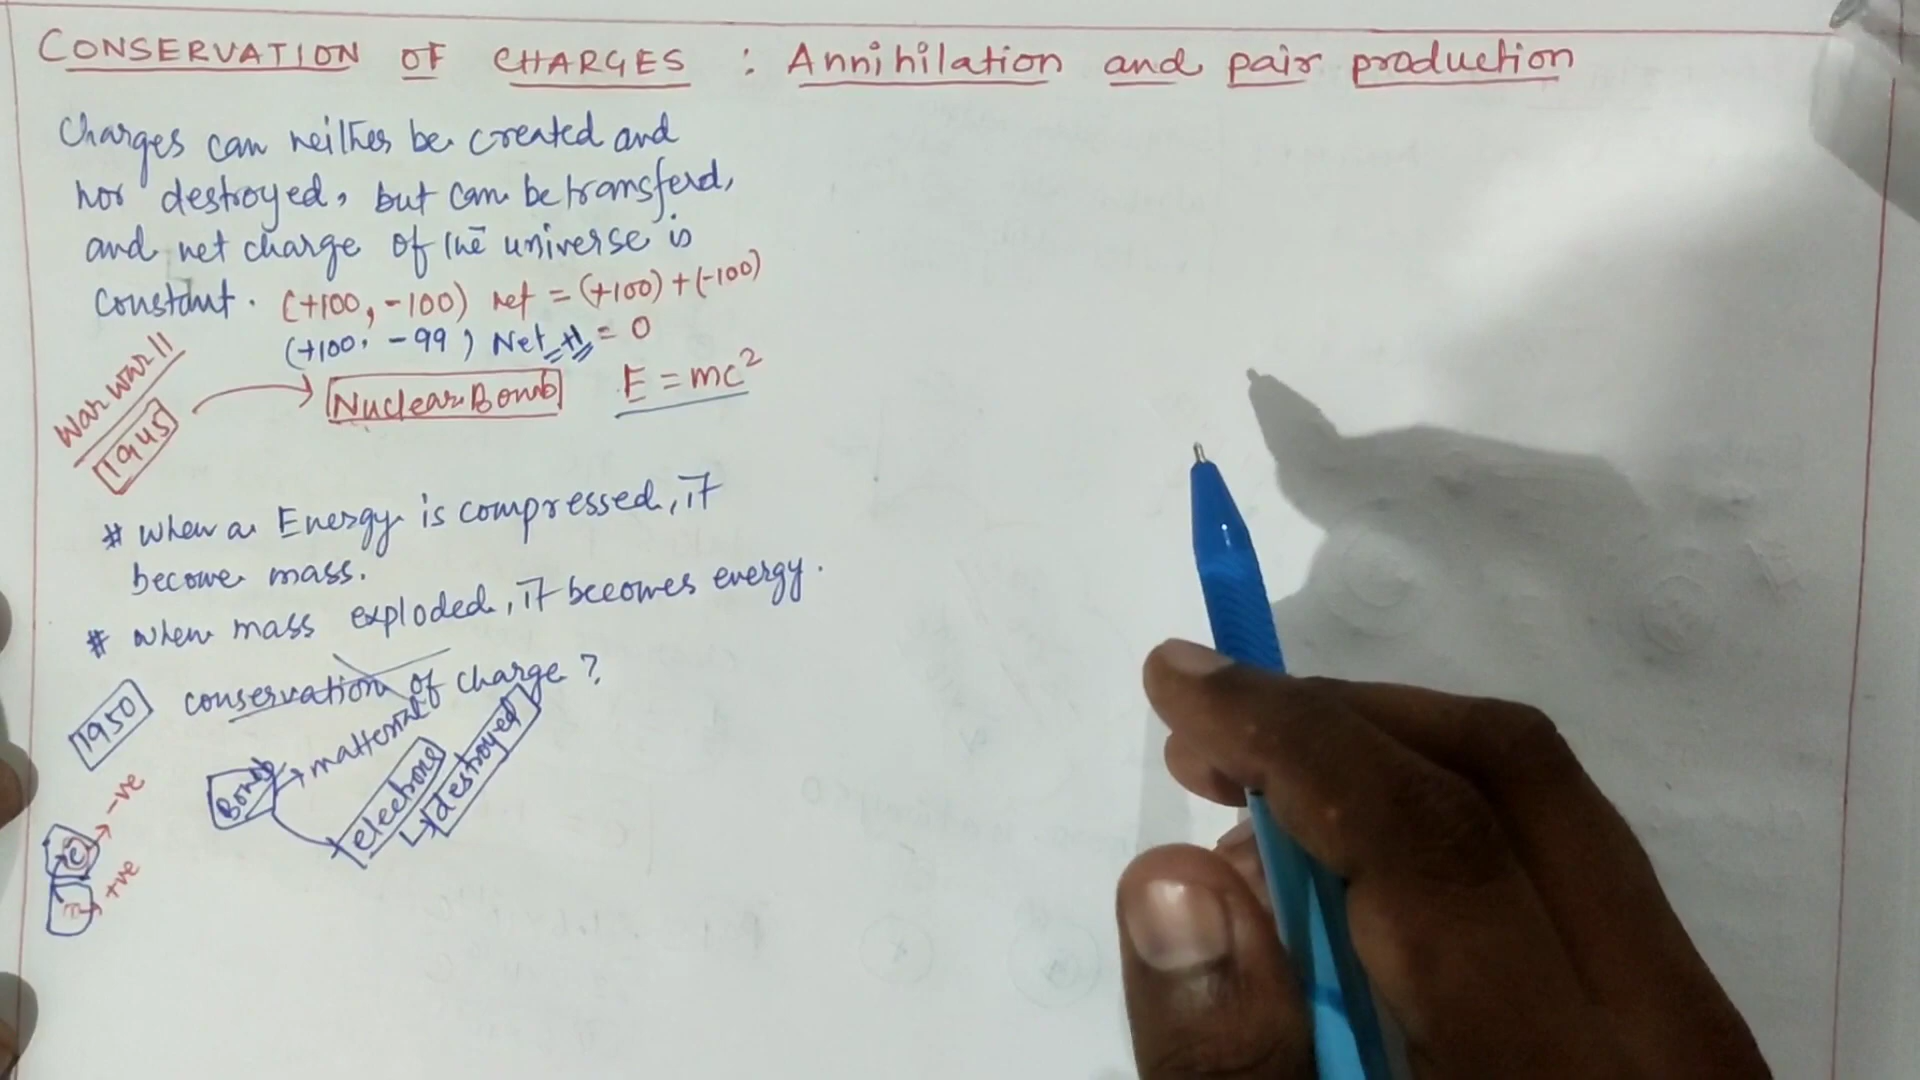 CONSERVATION OF CHARGES : Annihilation and pair production
Charges can neither be created and
nor destroyed, but can be transferd,
and net charge of the universe is
constant. (+100, -100) net = (+100) + (-100)
(+100, -99) Net +1 = 0
War war II
1945
Nuclear Bomb
E = mc²
# when a Energy is compressed, it
become mass.
# when mass exploded, it becomes energy.
1950
conservation of charge ?
Bomb → matterial
electrons
↳ destroyed
e → -ve
→ +ve